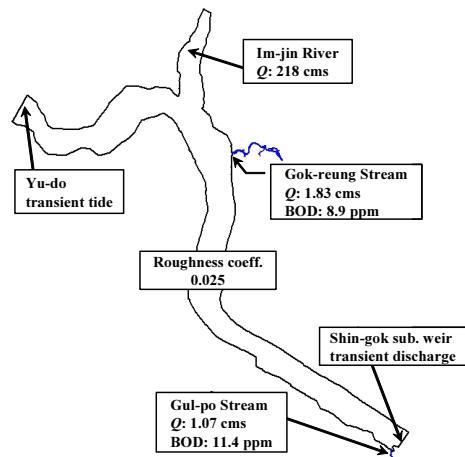 Im-jin River
Q: 218 cms
Yu-do
transient tide
Gok-reung Stream
Q: 1.83 cms
BOD: 8.9 ppm
Roughness coeff.
0.025
Shin-gok sub. weir
transient discharge
Gul-po Stream
Q: 1.07 cms
BOD: 11.4 ppm